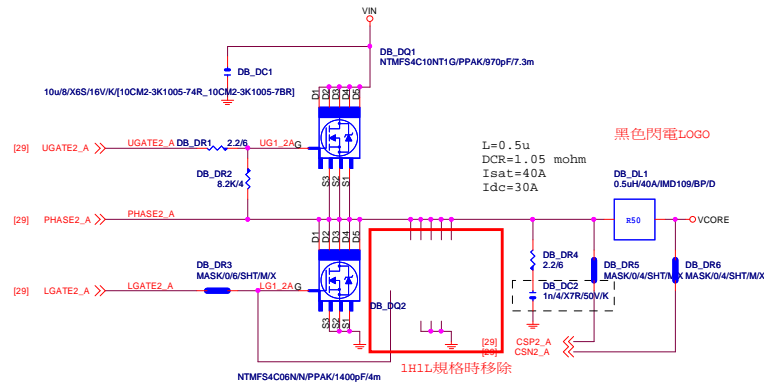 VIN
DB_DQ1
NTMFS4C10NT1G/PPAK/970pF/7.3m
DB_DC1
10u/8/X6S/16V/K/[10CM2-3K1005-74R_10CM2-3K1005-7BR]
D1 D2 D3 D4 D5
黑色閃電LOGO
[29] UGATE2_A UGATE2_A DB_DR1 2.2/6 UG1_2A G
L=0.5u
DCR=1.05 mohm
Isat=40A
Idc=30A
DB_DR2
8.2K/4
DB_DL1
0.5uH/40A/IMD109/BP/D
S3 S2 S1
[29] PHASE2_A PHASE2_A
R50
VCORE
D1 D2 D3 D4 D5
DB_DR3
MASK/0/6/SHT/M/X
DB_DR4
2.2/6
DB_DR5
MASK/0/4/SHT/M/X
DB_DR6
MASK/0/4/SHT/M/X
[29] LGATE2_A LGATE2_A LG1_2A G
DB_DC2
1n/4/X7R/50V/K
DB_DQ2
S3 S2 S1
[29] CSP2_A
[29] CSN2_A
1H1L規格時移除
NTMFS4C06N/N/PPAK/1400pF/4m